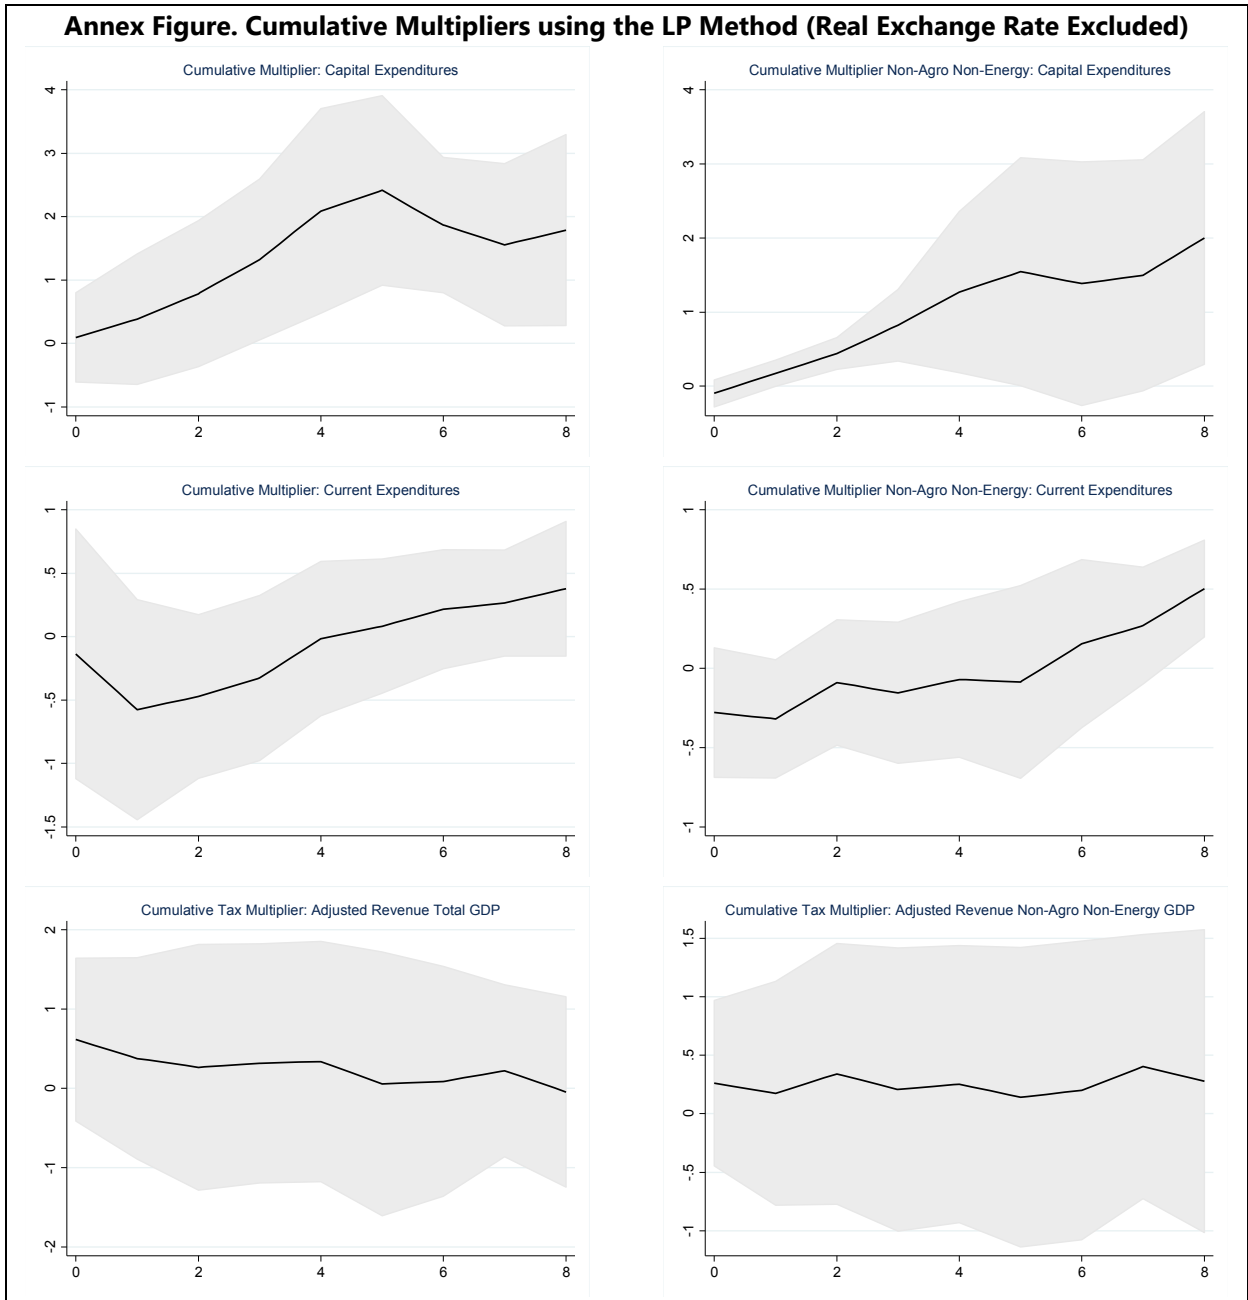 Annex Figure. Cumulative Multipliers using the LP Method (Real Exchange Rate Excluded)
Cumulative Multiplier: Capital Expenditures
4
3
2
1
0
-1
0 2 4 6 8
Cumulative Multiplier Non-Agro Non-Energy: Capital Expenditures
4
3
2
1
0
0 2 4 6 8
Cumulative Multiplier: Current Expenditures
1
.5
0
-.5
-1
-1.5
0 2 4 6 8
Cumulative Multiplier Non-Agro Non-Energy: Current Expenditures
1
.5
0
-.5
-1
0 2 4 6 8
Cumulative Tax Multiplier: Adjusted Revenue Total GDP
2
1
0
-1
-2
0 2 4 6 8
Cumulative Tax Multiplier: Adjusted Revenue Non-Agro Non-Energy GDP
1.5
1
.5
0
-.5
-1
0 2 4 6 8